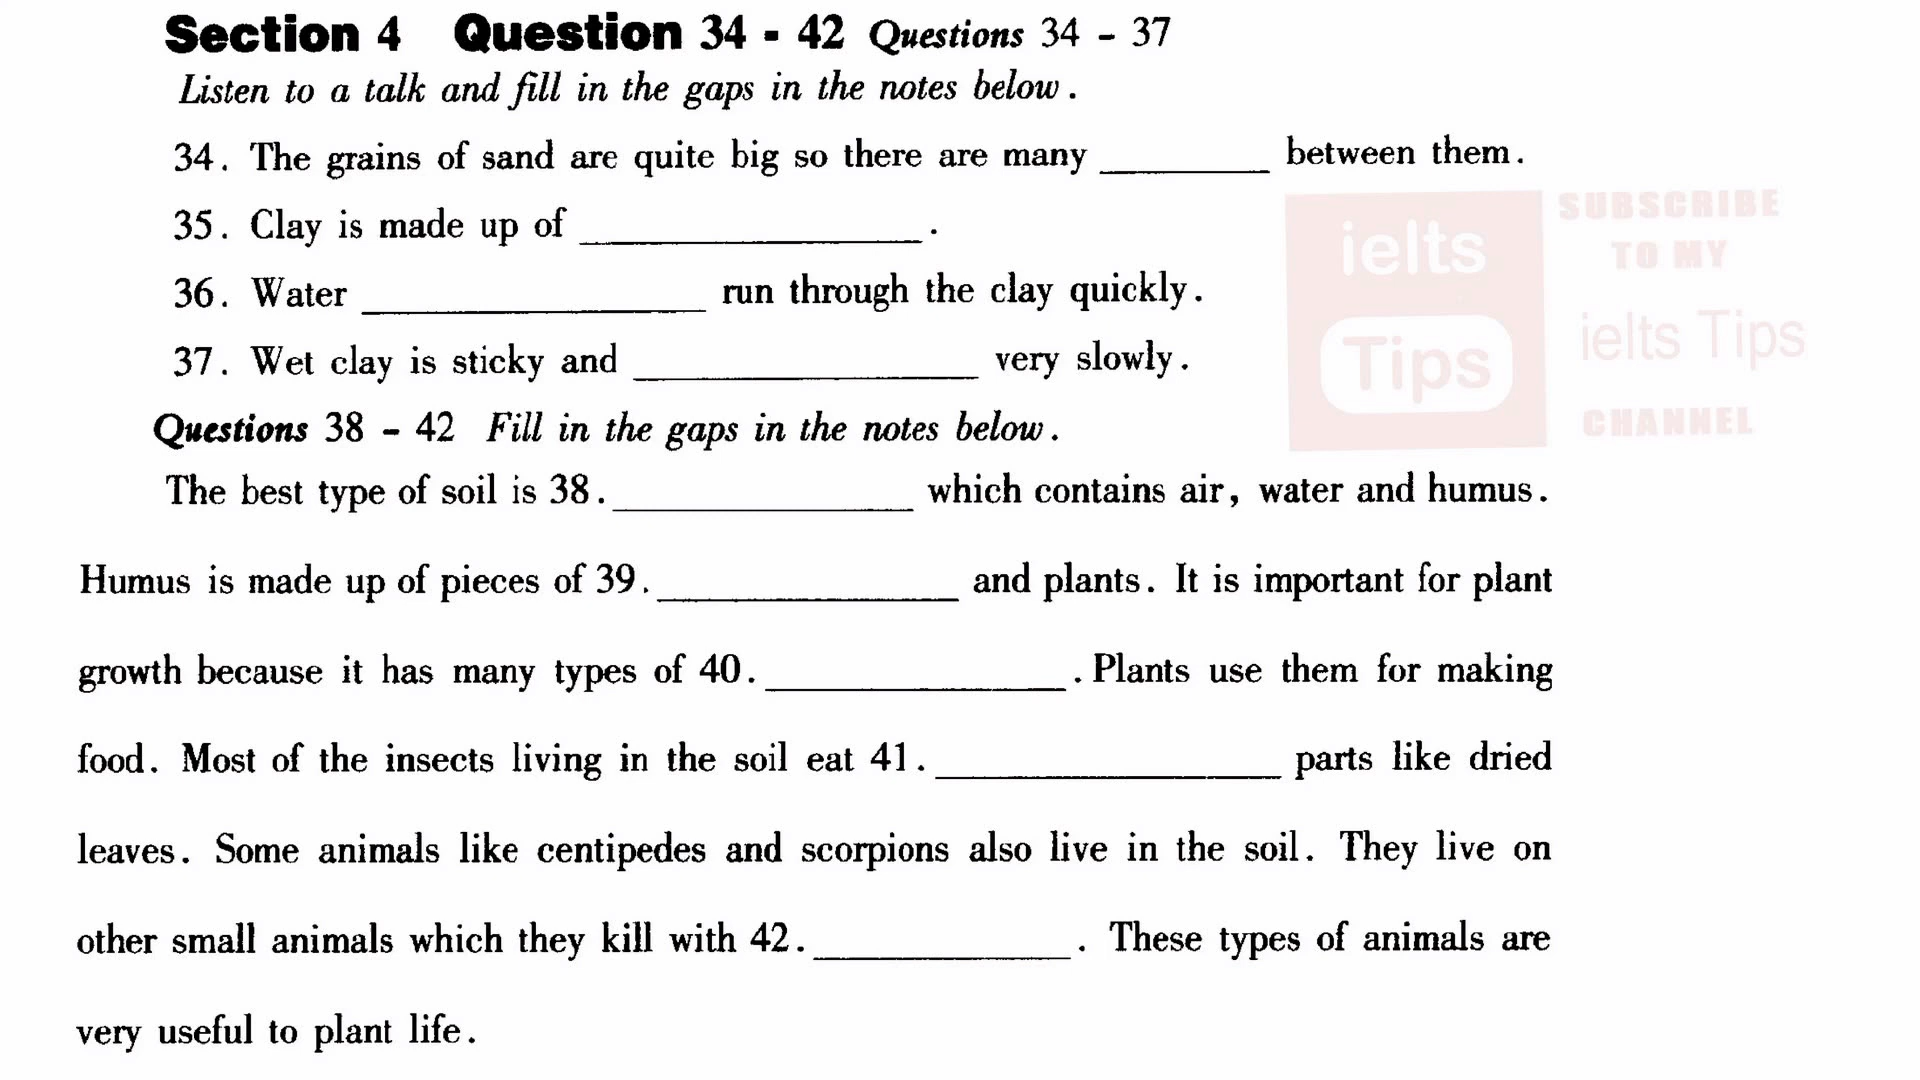 Section 4 Question 34 - 42 Questions 34 - 37
Listen to a talk and fill in the gaps in the notes below.
34. The grains of sand are quite big so there are many ________ between them.
35. Clay is made up of ________.
36. Water ________ run through the clay quickly.
37. Wet clay is sticky and ________ very slowly.
Questions 38 - 42 Fill in the gaps in the notes below.
The best type of soil is 38.________ which contains air, water and humus.
Humus is made up of pieces of 39.________ and plants. It is important for plant
growth because it has many types of 40.________. Plants use them for making
food. Most of the insects living in the soil eat 41.________ parts like dried
leaves. Some animals like centipedes and scorpions also live in the soil. They live on
other small animals which they kill with 42.________. These types of animals are
very useful to plant life.
ielts
Tips
SUBSCRIBE
TO MY
ielts Tips
CHANNEL